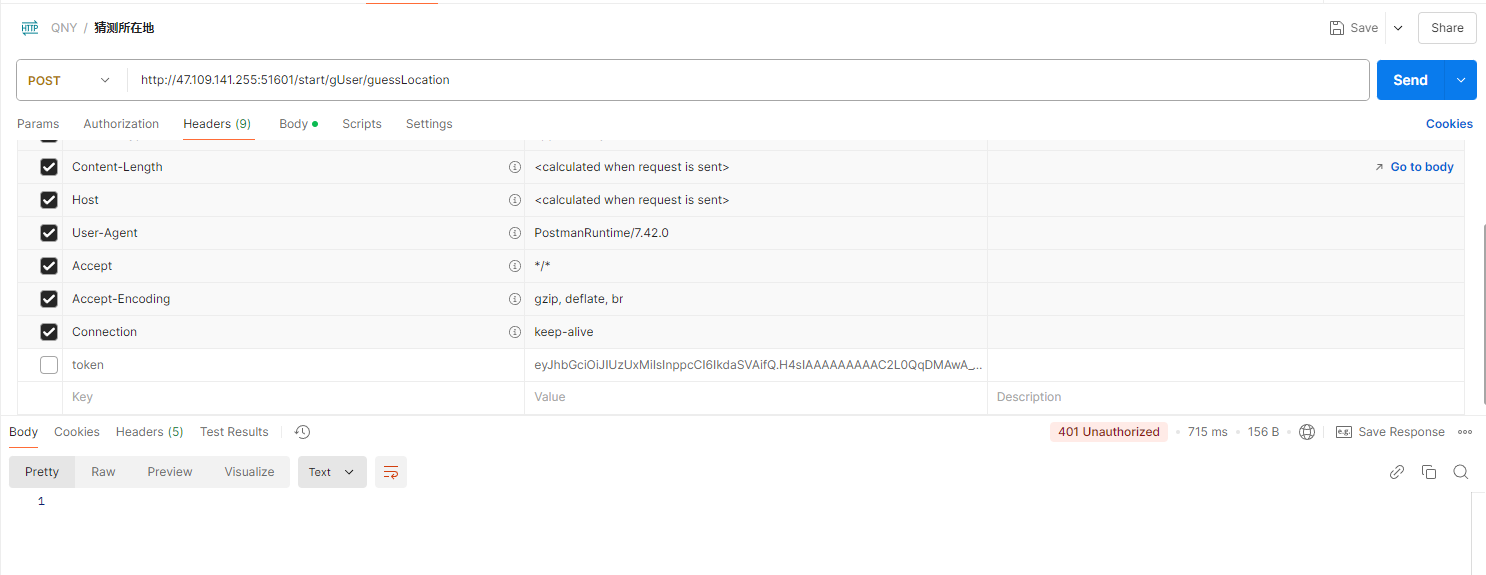 HTTP QNY / 猜测所在地 Save Share
POST http://47.109.141.255:51601/start/gUser/guessLocation Send
Params Authorization Headers (9) Body Scripts Settings Cookies
Content-Length <calculated when request is sent> Go to body
Host <calculated when request is sent>
User-Agent PostmanRuntime/7.42.0
Accept */*
Accept-Encoding gzip, deflate, br
Connection keep-alive
token eyJhbGciOiJIUzUxMiIsInppcCI6IkdaSVAifQ.H4sIAAAAAAAAAC2L0QqDMAwA_...
Key Value Description
Body Cookies Headers (5) Test Results 401 Unauthorized 715 ms 156 B e.g. Save Response
Pretty Raw Preview Visualize Text
1